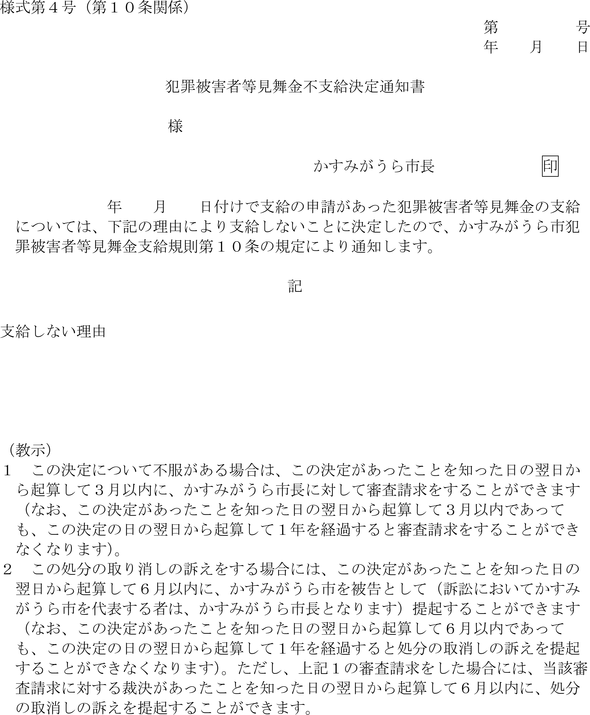 様式第４号（第１０条関係）
第　　　　　号
年　　月　　日
犯罪被害者等見舞金不支給決定通知書
様
かすみがうら市長　　　　　　　印
年　　月　　日付けで支給の申請があった犯罪被害者等見舞金の支給
については、下記の理由により支給しないことに決定したので、かすみがうら市犯
罪被害者等見舞金支給規則第１０条の規定により通知します。
記
支給しない理由
（教示）
１　この決定について不服がある場合は、この決定があったことを知った日の翌日か
ら起算して３月以内に、かすみがうら市長に対して審査請求をすることができます
（なお、この決定があったことを知った日の翌日から起算して３月以内であって
も、この決定の日の翌日から起算して１年を経過すると審査請求をすることができ
なくなります）。
２　この処分の取り消しの訴えをする場合には、この決定があったことを知った日の
翌日から起算して６月以内に、かすみがうら市を被告として（訴訟においてかすみ
がうら市を代表する者は、かすみがうら市長となります）提起することができます
（なお、この決定があったことを知った日の翌日から起算して６月以内であって
も、この決定の日の翌日から起算して１年を経過すると処分の取消しの訴えを提起
することができなくなります）。ただし、上記１の審査請求をした場合には、当該審
査請求に対する裁決があったことを知った日の翌日から起算して６月以内に、処分
の取消しの訴えを提起することができます。